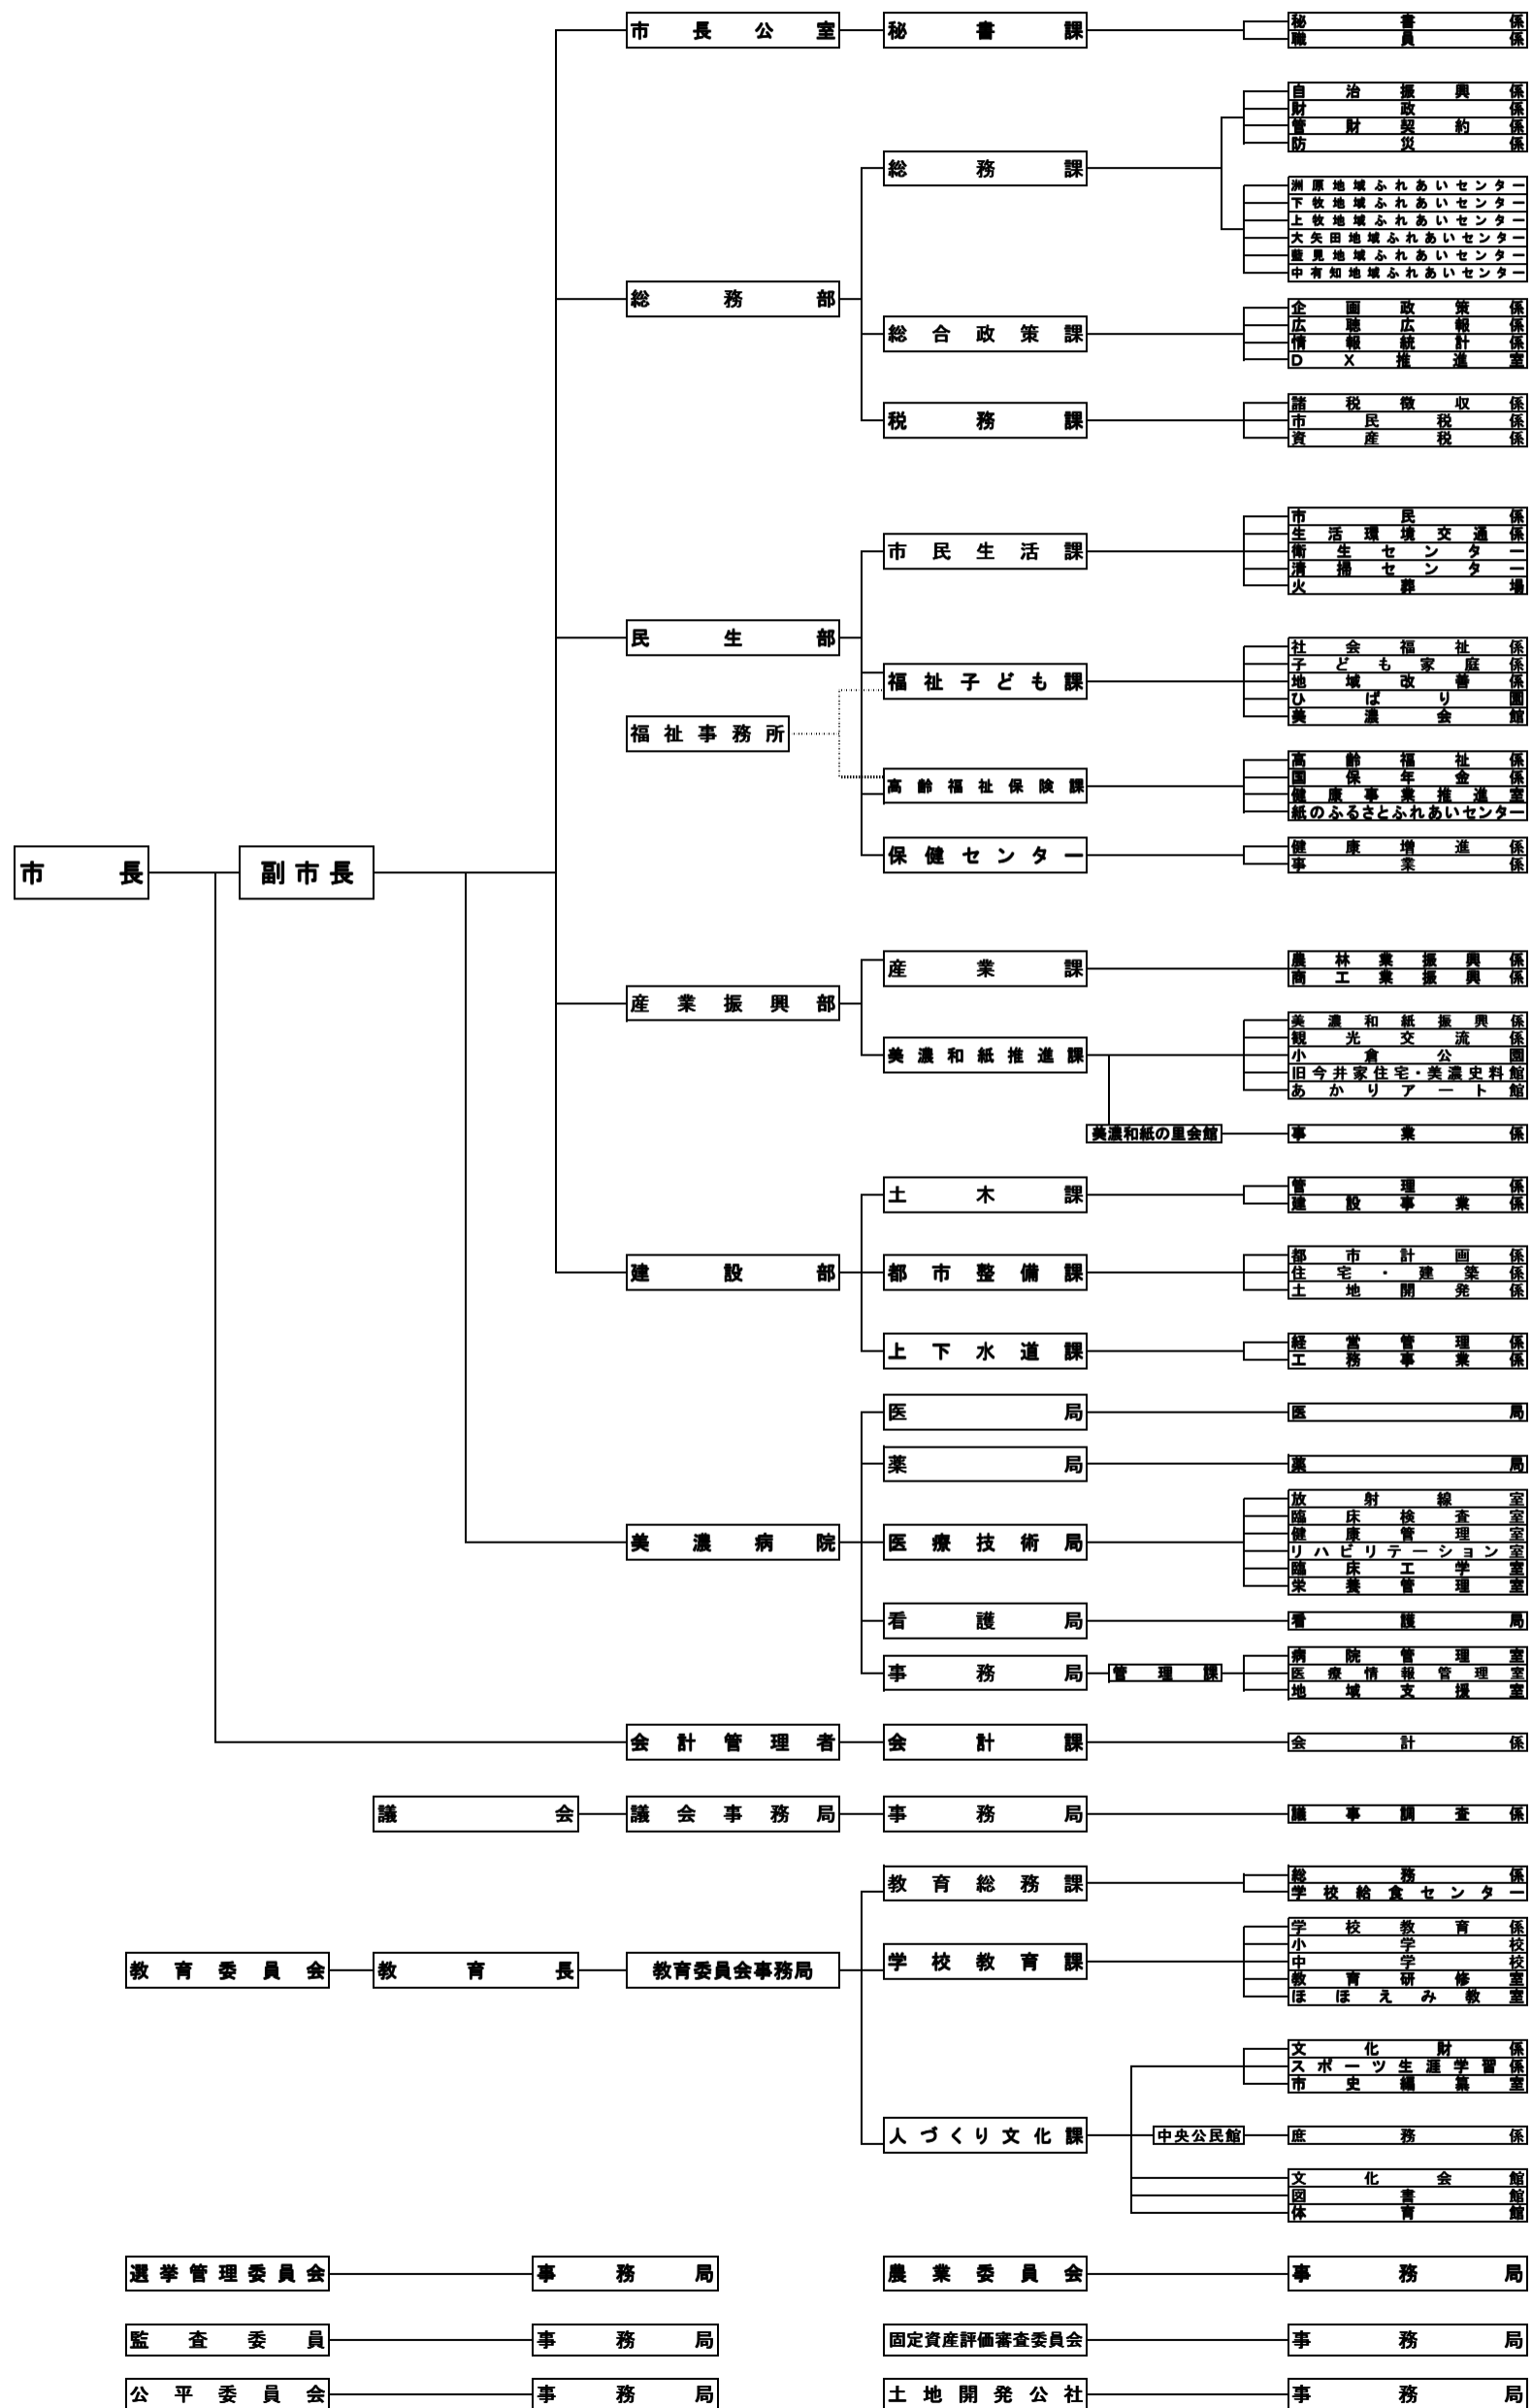 市長公室
秘書課
秘書係
職員係
自治振興係
財政係
管財契約係
防災係
総務課
洲原地域ふれあいセンター
下牧地域ふれあいセンター
上牧地域ふれあいセンター
大矢田地域ふれあいセンター
藍見地域ふれあいセンター
中有知地域ふれあいセンター
総務部
総合政策課
企画政策係
広聴広報係
情報統計係
DX推進室
税務課
諸税徴収係
市民税係
資産税係
市民生活課
市民係
生活環境交通係
衛生センター
清掃センター
火葬場
民生部
福祉子ども課
社会福祉係
子ども家庭係
地域改善係
ひばり園
美濃会館
福祉事務所
高齢福祉保険課
高齢福祉係
国保年金係
健康事業推進室
紙のふるさとふれあいセンター
保健センター
健康増進係
事業係
市長
副市長
産業課
農林業振興係
商工業振興係
産業振興部
美濃和紙推進課
美濃和紙振興係
観光交流係
小倉公園
旧今井家住宅・美濃史料館
あかりアート館
美濃和紙の里会館
事業係
土木課
管理係
建設事業係
建設部
都市整備課
都市計画係
住宅・建築係
土地開発係
上下水道課
経営管理係
工務事業係
医局
医局
薬局
薬局
美濃病院
医療技術局
放射線室
臨床検査室
健康管理室
リハビリテーション室
臨床工学室
栄養管理室
看護局
看護局
事務局
管理課
病院管理室
医療情報管理室
地域支援室
会計管理者
会計課
会計係
議会
議会事務局
事務局
議事調査係
教育総務課
総務係
学校給食センター
教育委員会
教育長
教育委員会事務局
学校教育課
学校教育係
小学校
中学校
教育研修室
ほほえみ教室
文化財係
スポーツ生涯学習係
市史編纂室
人づくり文化課
中央公民館
庶務係
文化会館
図書館
体育館
選挙管理委員会
事務局
農業委員会
事務局
監査委員
事務局
固定資産評価審査委員会
事務局
公平委員会
事務局
土地開発公社
事務局